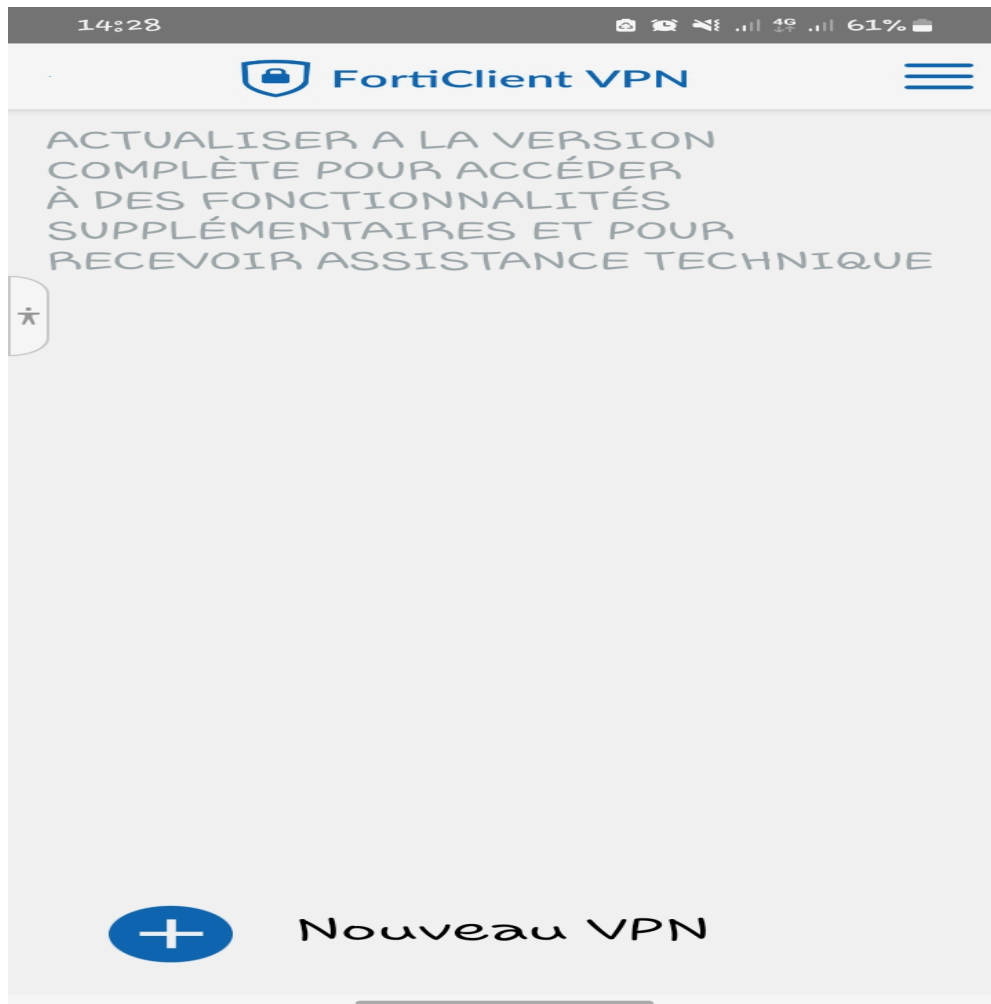 14:28 4G 61%
FortiClient VPN
ACTUALISER A LA VERSION
COMPLÈTE POUR ACCÉDER
À DES FONCTIONNALITÉS
SUPPLÉMENTAIRES ET POUR
RECEVOIR ASSISTANCE TECHNIQUE
Nouveau VPN